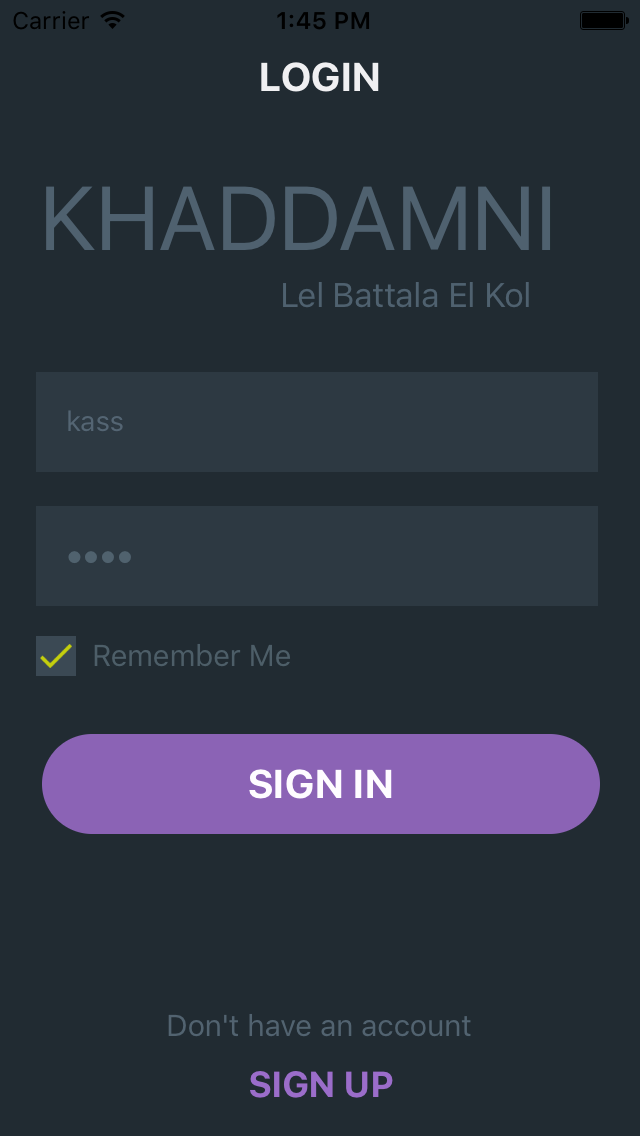 Carrier 1:45 PM
LOGIN
KHADDAMNI
Lel Battala El Kol
kass
••••
Remember Me
SIGN IN
Don't have an account
SIGN UP